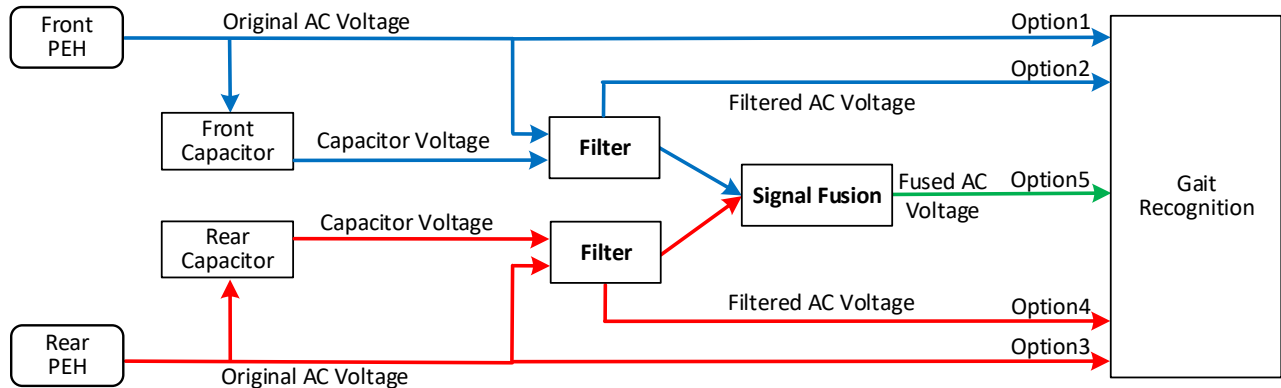 Front
PEH
Original AC Voltage
Option1
Option2
Filtered AC Voltage
Front
Capacitor
Capacitor Voltage
Filter
Signal Fusion
Fused AC
Voltage
Option5
Gait
Recognition
Rear
Capacitor
Capacitor Voltage
Filter
Filtered AC Voltage
Option4
Rear
PEH
Original AC Voltage
Option3